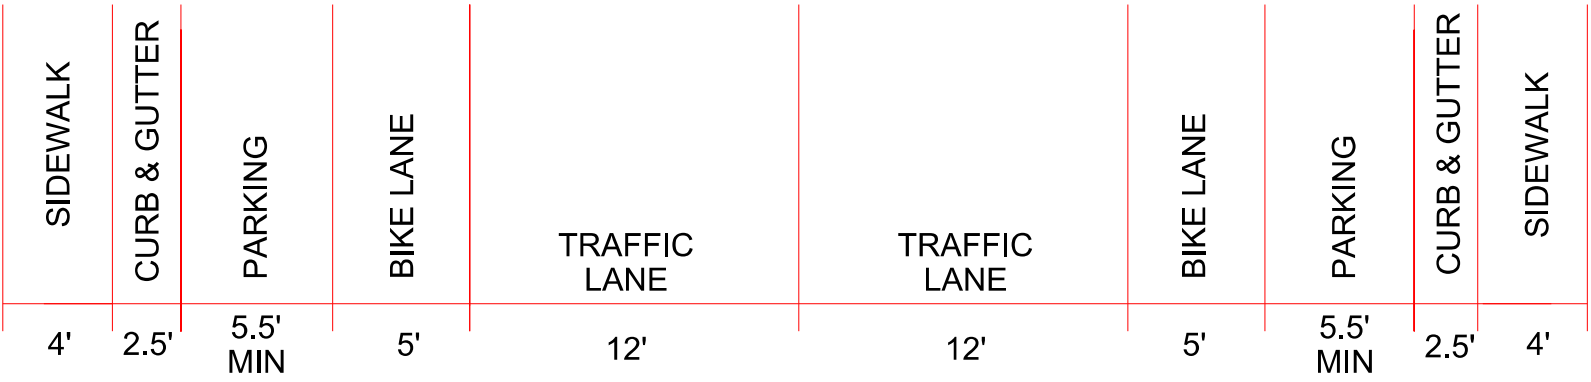 SIDEWALK
CURB & GUTTER
PARKING
BIKE LANE
TRAFFIC
LANE
TRAFFIC
LANE
BIKE LANE
PARKING
CURB & GUTTER
SIDEWALK
4'
2.5'
5.5'
MIN
5'
12'
12'
5'
5.5'
MIN
2.5'
4'